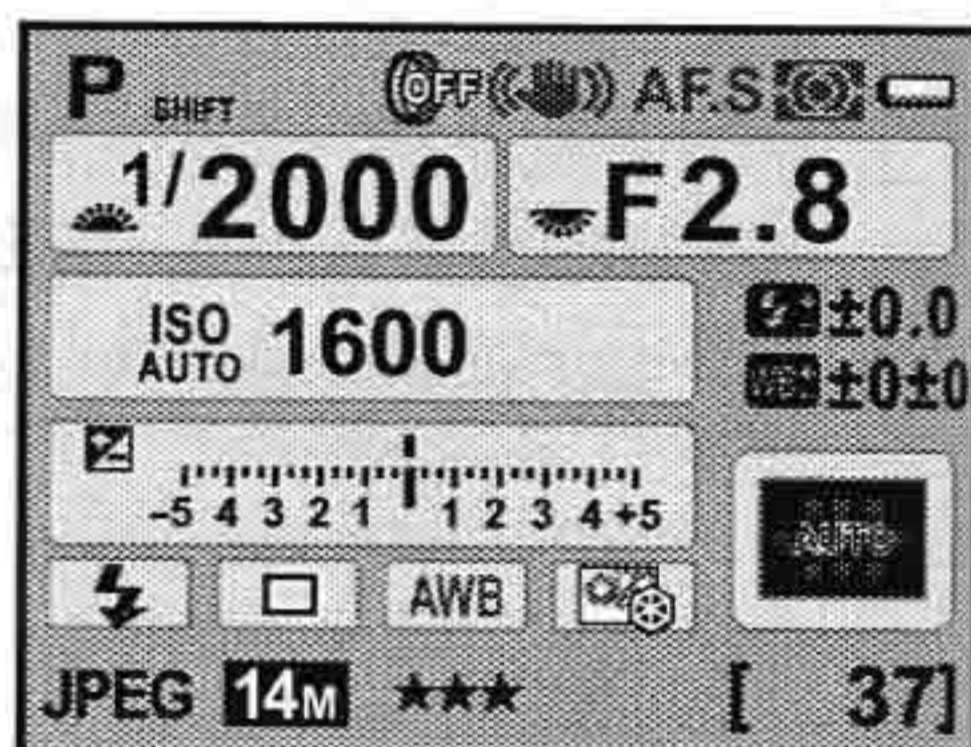 P SHIFT OFF AF.S
1/2000 F2.8
ISO AUTO 1600
±0.0
WB± ±0±0
-5 4 3 2 1 1 2 3 4 +5
AUTO
AWB
JPEG 14M ★★★ [ 37]